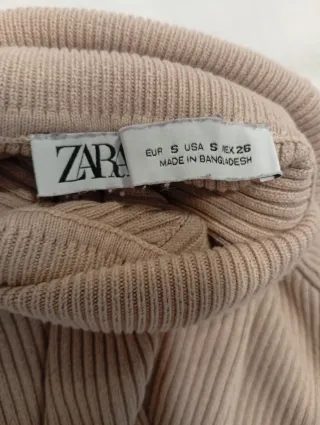 ZARA
EUR S USA S MEX 26
MADE IN BANGLADESH